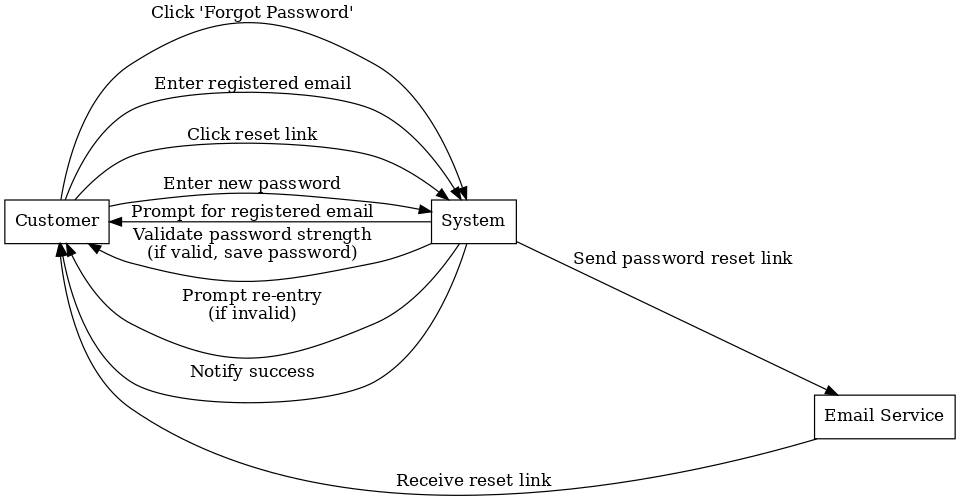 Click 'Forgot Password'
Enter registered email
Click reset link
Enter new password
Customer
Prompt for registered email
System
Validate password strength
(if valid, save password)
Send password reset link
Prompt re-entry
(if invalid)
Notify success
Email Service
Receive reset link